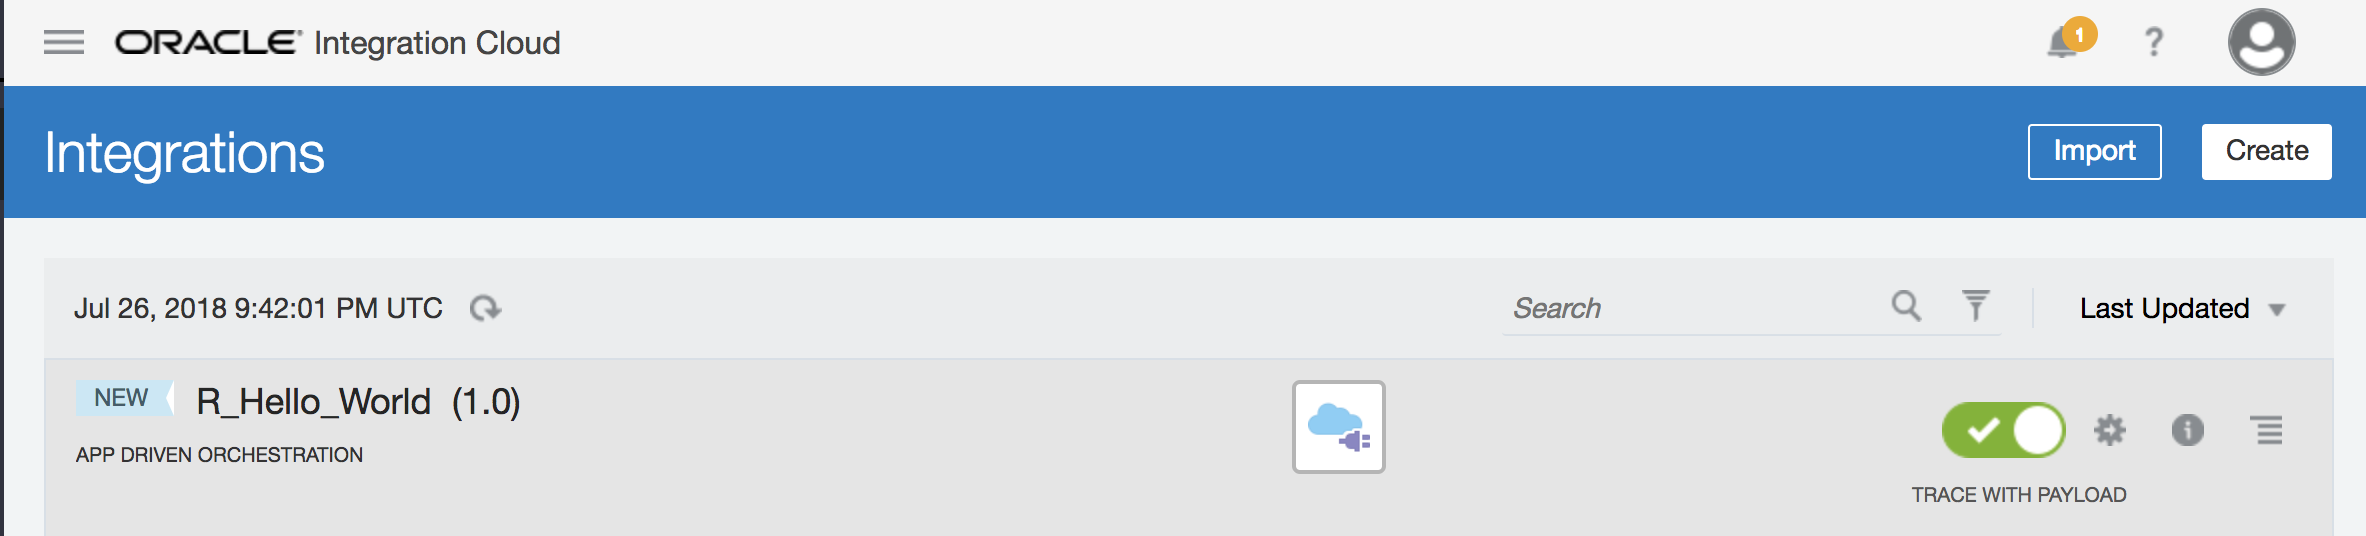 ORACLE® Integration Cloud
1
?
Integrations
Import
Create
Jul 26, 2018 9:42:01 PM UTC
Search
Last Updated
NEW
R_Hello_World (1.0)
APP DRIVEN ORCHESTRATION
TRACE WITH PAYLOAD